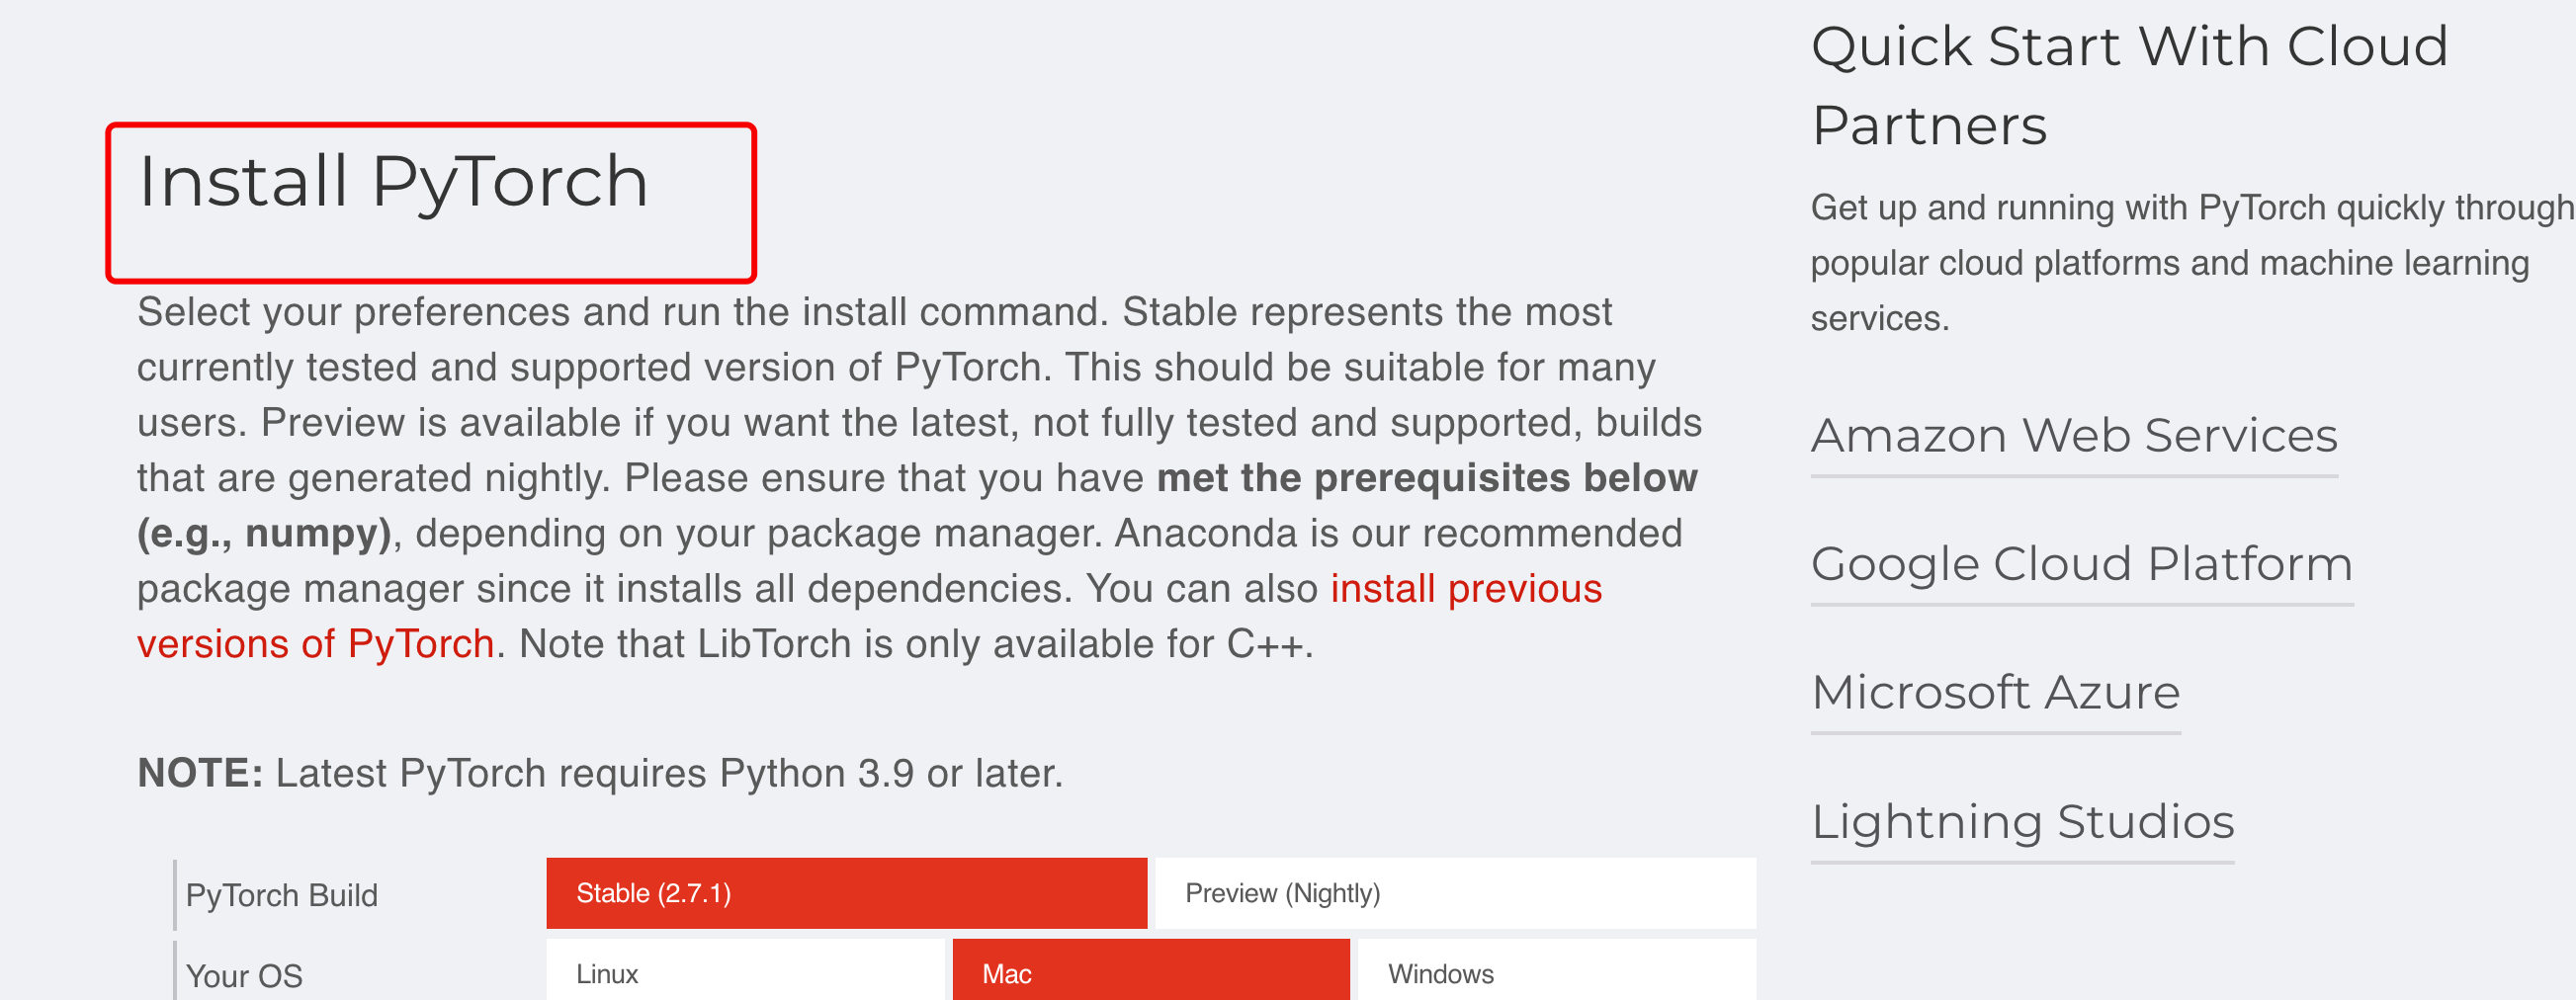 Install PyTorch
Select your preferences and run the install command. Stable represents the most
currently tested and supported version of PyTorch. This should be suitable for many
users. Preview is available if you want the latest, not fully tested and supported, builds
that are generated nightly. Please ensure that you have met the prerequisites below
(e.g., numpy), depending on your package manager. Anaconda is our recommended
package manager since it installs all dependencies. You can also install previous
versions of PyTorch. Note that LibTorch is only available for C++.
NOTE: Latest PyTorch requires Python 3.9 or later.
PyTorch Build
Stable (2.7.1)
Preview (Nightly)
Your OS
Linux
Mac
Windows
Quick Start With Cloud
Partners
Get up and running with PyTorch quickly through
popular cloud platforms and machine learning
services.
Amazon Web Services
Google Cloud Platform
Microsoft Azure
Lightning Studios